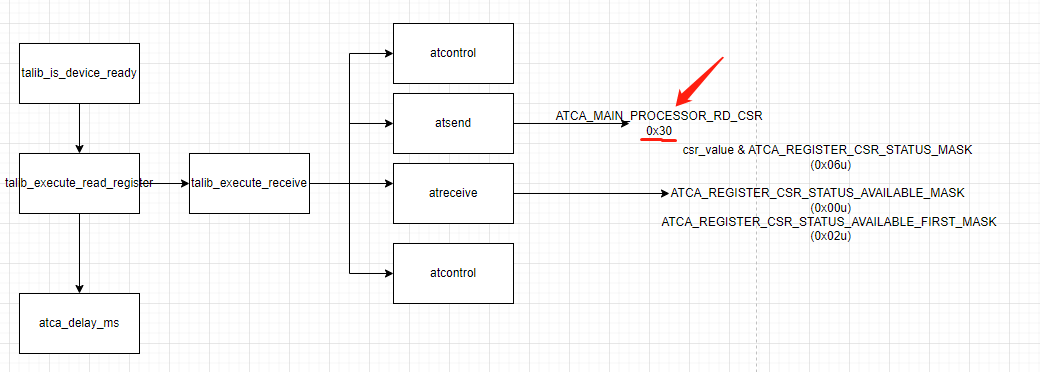 atcontrol
talib_is_device_ready
atsend
ATCA_MAIN_PROCESSOR_RD_CSR
0x30
csr_value & ATCA_REGISTER_CSR_STATUS_MASK
(0x06u)
talib_execute_read_register
talib_execute_receive
atreceive
ATCA_REGISTER_CSR_STATUS_AVAILABLE_MASK
(0x00u)
ATCA_REGISTER_CSR_STATUS_AVAILABLE_FIRST_MASK
(0x02u)
atcontrol
atca_delay_ms